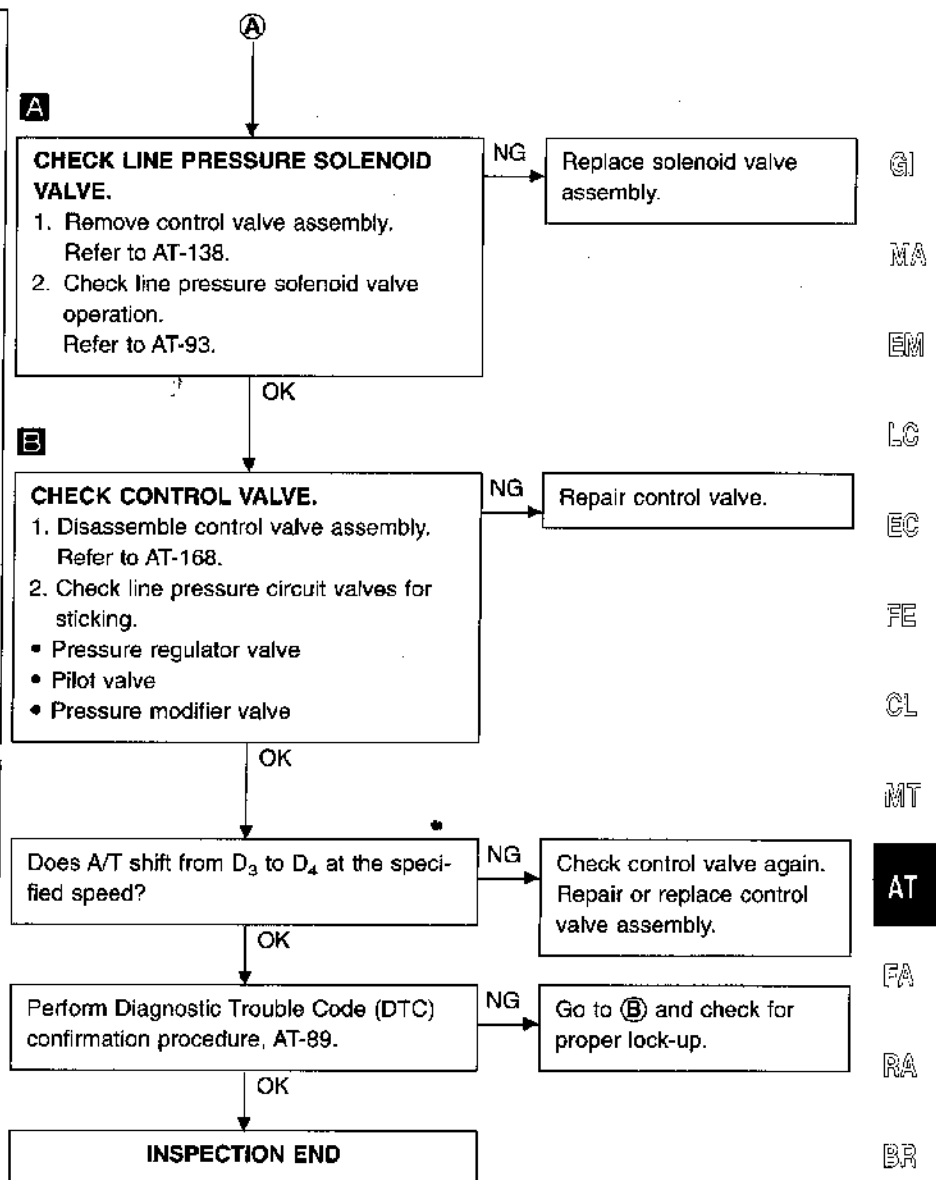 A
A
CHECK LINE PRESSURE SOLENOID
VALVE.
1. Remove control valve assembly.
Refer to AT-138.
2. Check line pressure solenoid valve
operation.
Refer to AT-93.
NG
Replace solenoid valve
assembly.
OK
B
CHECK CONTROL VALVE.
1. Disassemble control valve assembly.
Refer to AT-168.
2. Check line pressure circuit valves for
sticking.
• Pressure regulator valve
• Pilot valve
• Pressure modifier valve
NG
Repair control valve.
OK
Does A/T shift from D₃ to D₄ at the speci-
fied speed?
NG
Check control valve again.
Repair or replace control
valve assembly.
OK
Perform Diagnostic Trouble Code (DTC)
confirmation procedure, AT-89.
NG
Go to Ⓑ and check for
proper lock-up.
OK
INSPECTION END
GI
MA
EM
LC
EC
FE
CL
MT
AT
FA
RA
BR